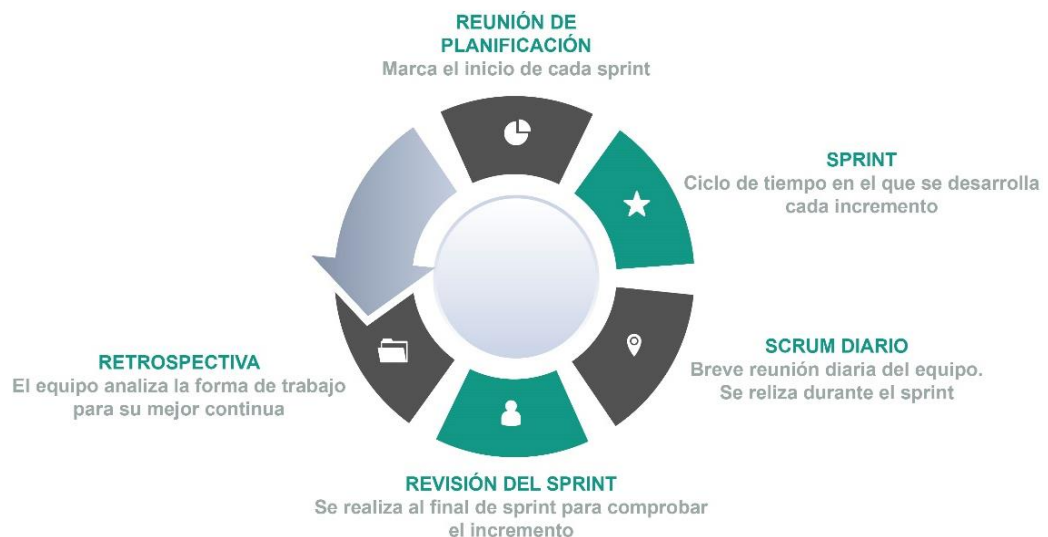 REUNIÓN DE
PLANIFICACIÓN
Marca el inicio de cada sprint
SPRINT
Ciclo de tiempo en el que se desarrolla
cada incremento
SCRUM DIARIO
Breve reunión diaria del equipo.
Se reliza durante el sprint
REVISIÓN DEL SPRINT
Se realiza al final de sprint para comprobar
el incremento
RETROSPECTIVA
El equipo analiza la forma de trabajo
para su mejor continua